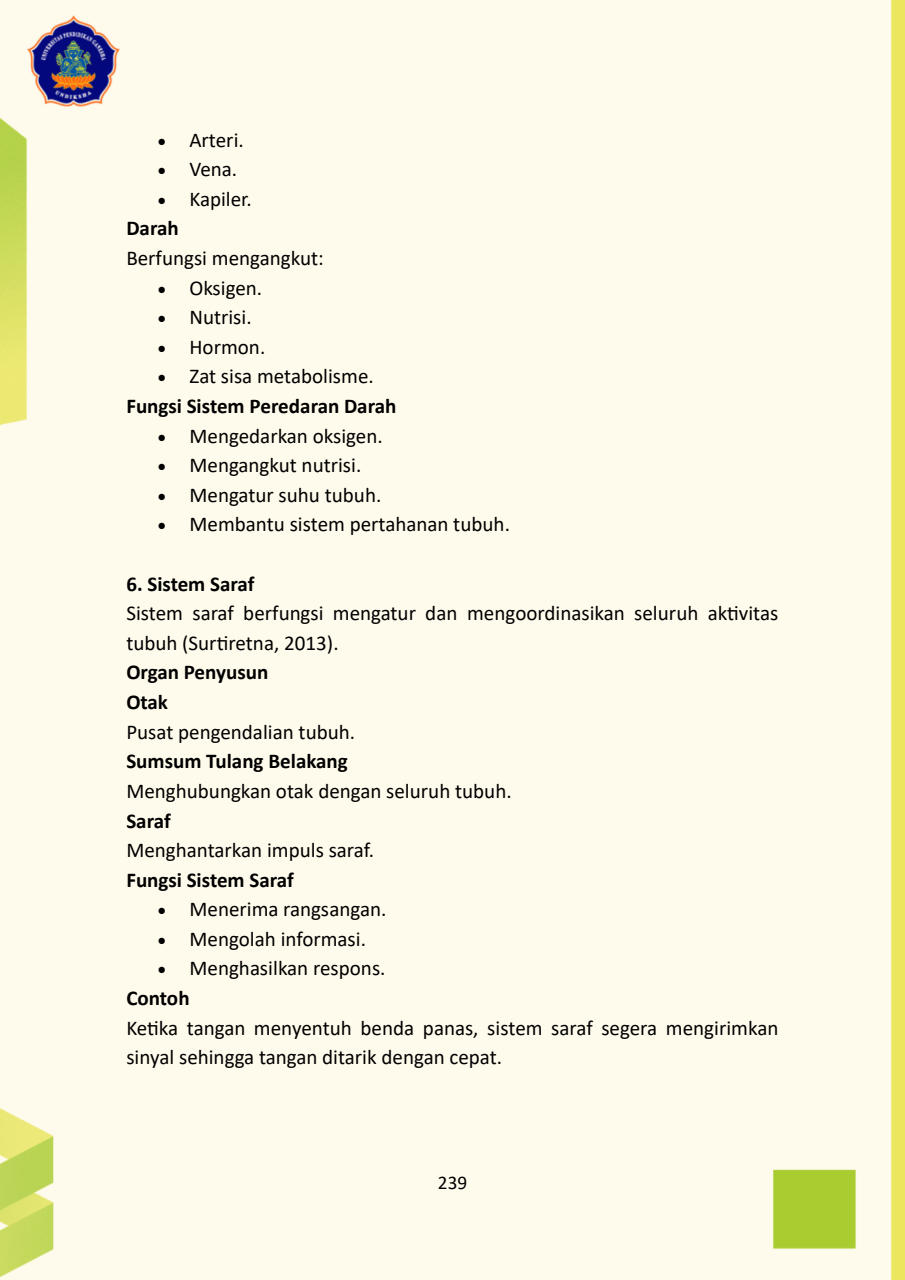 UNIVERSITAS PENDIDIKAN GANESHA
UNDIKSHA
• Arteri.
• Vena.
• Kapiler.
Darah
Berfungsi mengangkut:
• Oksigen.
• Nutrisi.
• Hormon.
• Zat sisa metabolisme.
Fungsi Sistem Peredaran Darah
• Mengedarkan oksigen.
• Mengangkut nutrisi.
• Mengatur suhu tubuh.
• Membantu sistem pertahanan tubuh.
6. Sistem Saraf
Sistem saraf berfungsi mengatur dan mengoordinasikan seluruh aktivitas
tubuh (Surtiretna, 2013).
Organ Penyusun
Otak
Pusat pengendalian tubuh.
Sumsum Tulang Belakang
Menghubungkan otak dengan seluruh tubuh.
Saraf
Menghantarkan impuls saraf.
Fungsi Sistem Saraf
• Menerima rangsangan.
• Mengolah informasi.
• Menghasilkan respons.
Contoh
Ketika tangan menyentuh benda panas, sistem saraf segera mengirimkan
sinyal sehingga tangan ditarik dengan cepat.
239